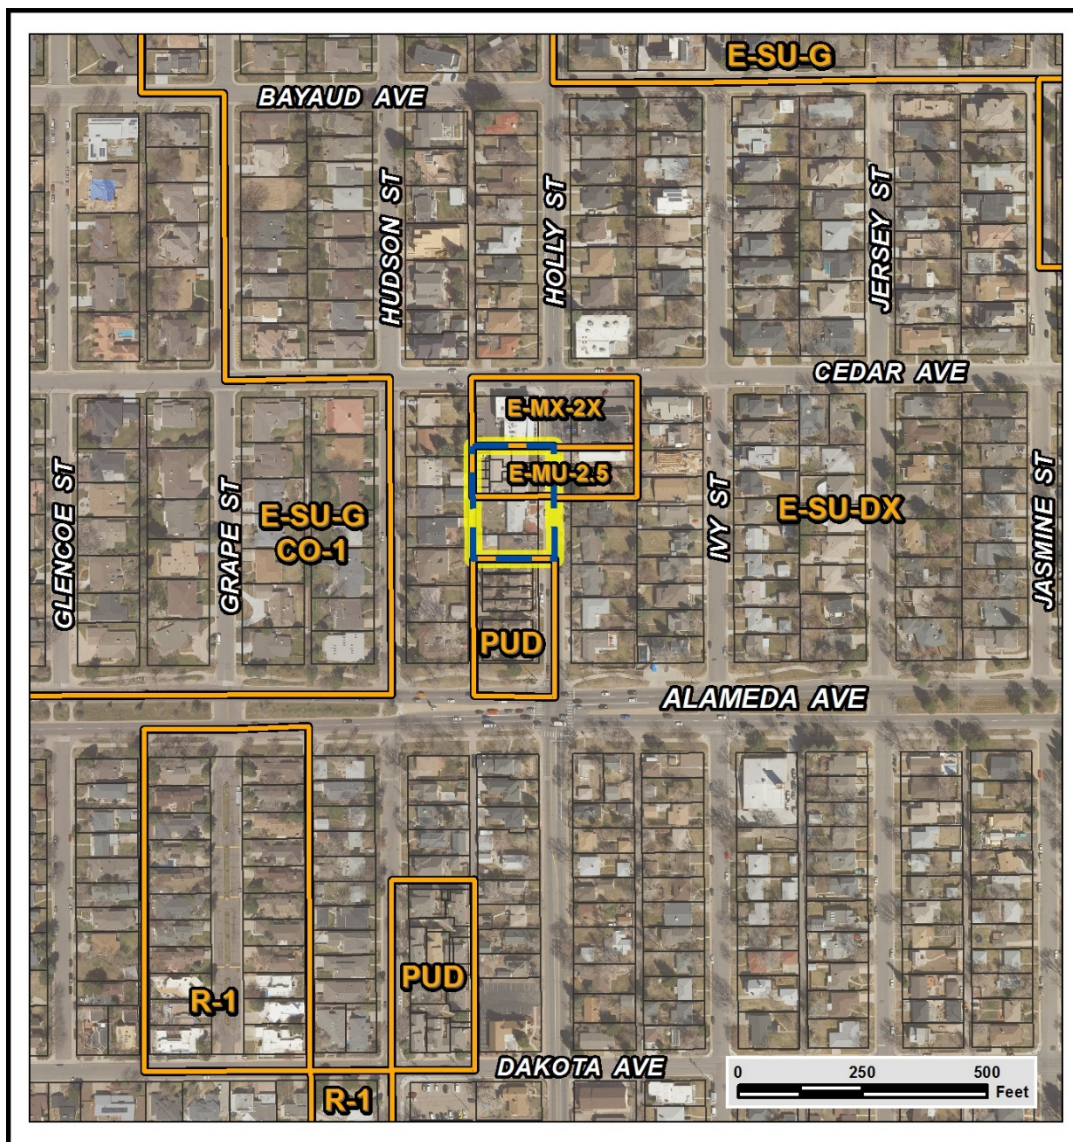 E-SU-G
BAYAUD AVE
HUDSON ST
HOLLY ST
JERSEY ST
CEDAR AVE
E-MX-2X
E-MU-2.5
GLENCOE ST
GRAPE ST
E-SU-G
CO-1
IVY ST
E-SU-DX
JASMINE ST
PUD
ALAMEDA AVE
R-1
PUD
DAKOTA AVE
R-1
0 250 500
Feet